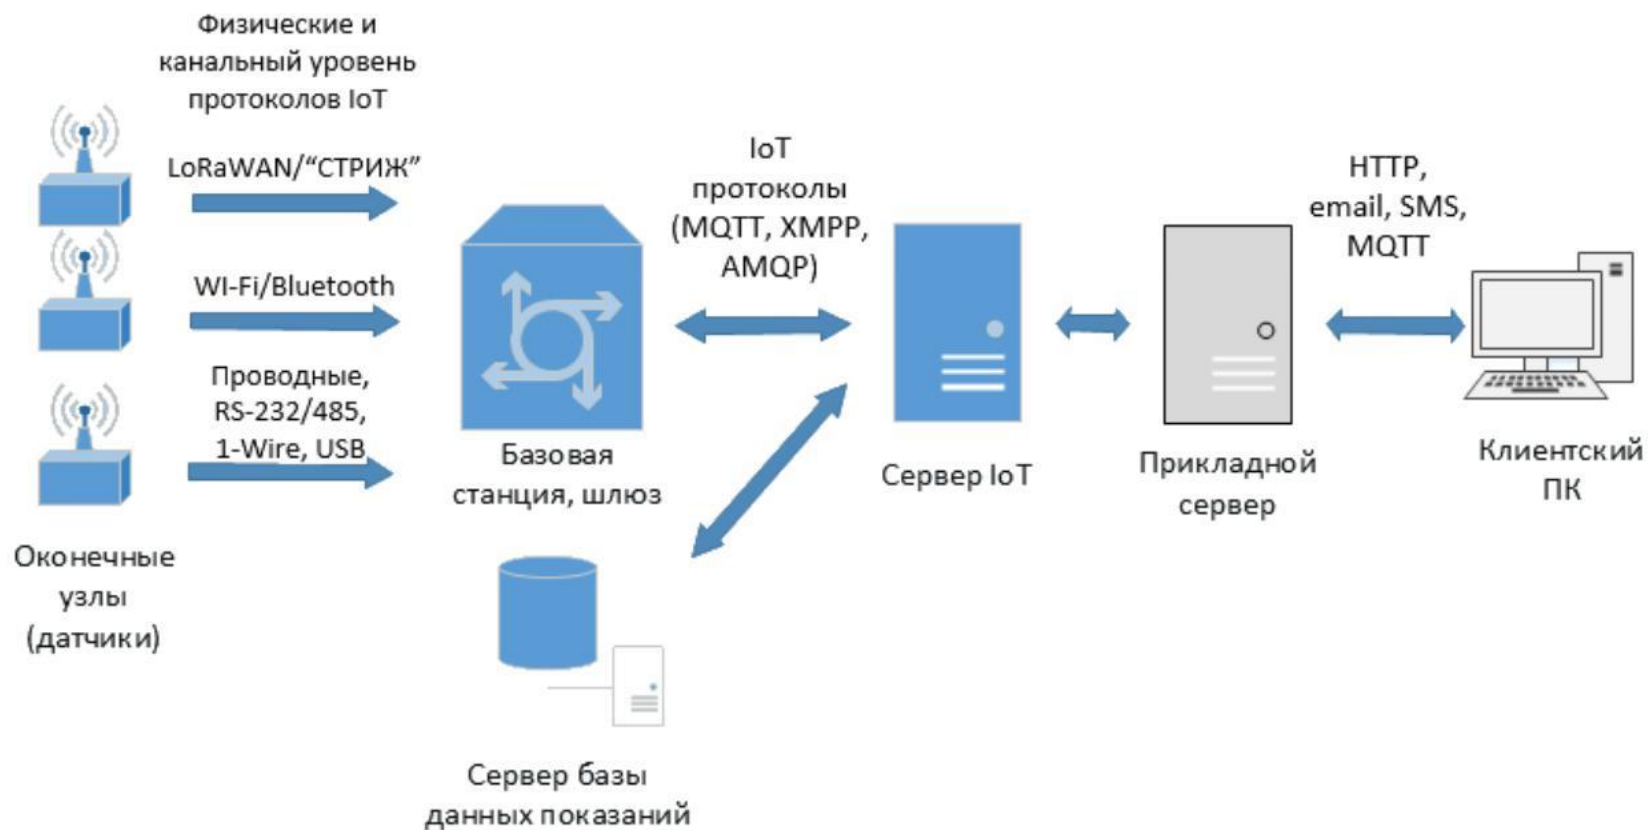 Физические и
канальный уровень
протоколов IoT
LoRaWAN/“СТРИЖ”
WI-Fi/Bluetooth
Проводные,
RS-232/485,
1-Wire, USB
Оконечные
узлы
(датчики)
Базовая
станция, шлюз
IoT
протоколы
(MQTT, XMPP,
AMQP)
Сервер IoT
Прикладной
сервер
HTTP,
email, SMS,
MQTT
Клиентский
ПК
Сервер базы
данных показаний